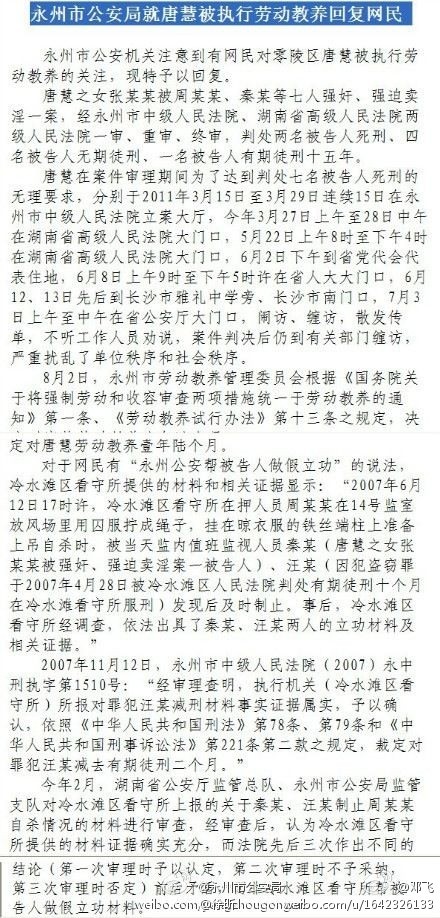 永州市公安局就唐慧被执行劳动教养回复网民
永州市公安机关注意到有网民对零陵区唐慧被执行劳
动教养的关注，现特予以回复。
唐慧之女张某某被周某某、秦某等七人强奸、强迫卖
淫一案，经永州市中级人民法院、湖南省高级人民法院两
级人民法院一审、重审、终审，判处两名被告人死刑、四
名被告人无期徒刑、一名被告人有期徒刑十五年。
唐慧在案件审理期间为了达到判处七名被告人死刑的
无理要求，分别于2011年3月15日至3月29日连续15日在永
州市中级人民法院立案大厅，今年3月27日上午至28日中午
在湖南省高级人民法院大门口，5月22日上午8时至下午4时
在湖南省高级人民法院大门口，6月2日下午到省党代会代
表住地，6月8日上午9时至下午5时许在省人大大门口，6月
12、13日先后到长沙市雅礼中学旁、长沙市南门口，7月3
日上午至中午在省公安厅大门口，闹访、缠访，散发传
单，不听工作人员劝说，案件判决后仍到有关部门缠访，
严重扰乱了单位秩序和社会秩序。
8月2日，永州市劳动教养管理委员会根据《国务院关
于将强制劳动和收容审查两项措施统一于劳动教养的通
知》第一条、《劳动教养试行办法》第十三条之规定，决
定对唐慧劳动教养壹年陆个月。
对于网民有“永州公安帮被告人做假立功”的说法，
冷水滩区看守所提供的材料和相关证据显示：“2007年6月
12日17时许，冷水滩区看守所在押人员周某某在14号监室
放风场里用囚服拧成绳子，挂在晾衣服的铁丝端柱上准备
上吊自杀时，被当天监内值班监视人员秦某（唐慧之女张
某某被强奸、强迫卖淫案一被告人）、汪某（因犯盗窃罪
于2007年4月28日被冷水滩区人民法院判处有期徒刑十个月
在冷水滩看守所服刑）发现后及时制止。事后，冷水滩区
看守所经调查，依法出具了秦某、汪某两人的立功材料及
相关证据。”
2007年11月12日，永州市中级人民法院（2007）永中
刑执字第1510号：“经审理查明，执行机关（冷水滩区看
守所）所报对罪犯汪某减刑材料事实证据属实，予以确
认，依照《中华人民共和国刑法》第78条、第79条和《中
华人民共和国刑事诉讼法》第221条第二款之规定，裁定对
罪犯汪某减去有期徒刑二个月。”
今年2月，湖南省公安厅监管总队、永州市公安局监管
支队对冷水滩区看守所上报的关于秦某、汪某制止周某某
自杀情况的材料进行审查，经审查后，认为冷水滩区看守
所提供的材料证据确实充分，而法院先后三次作出不同的
结论（第一次审理时予以认定，第二次审理时不予采纳，
第三次审理时否定）前后矛盾，
告人做假立功材料。
@邓飞
weibo.com/u/1642326133